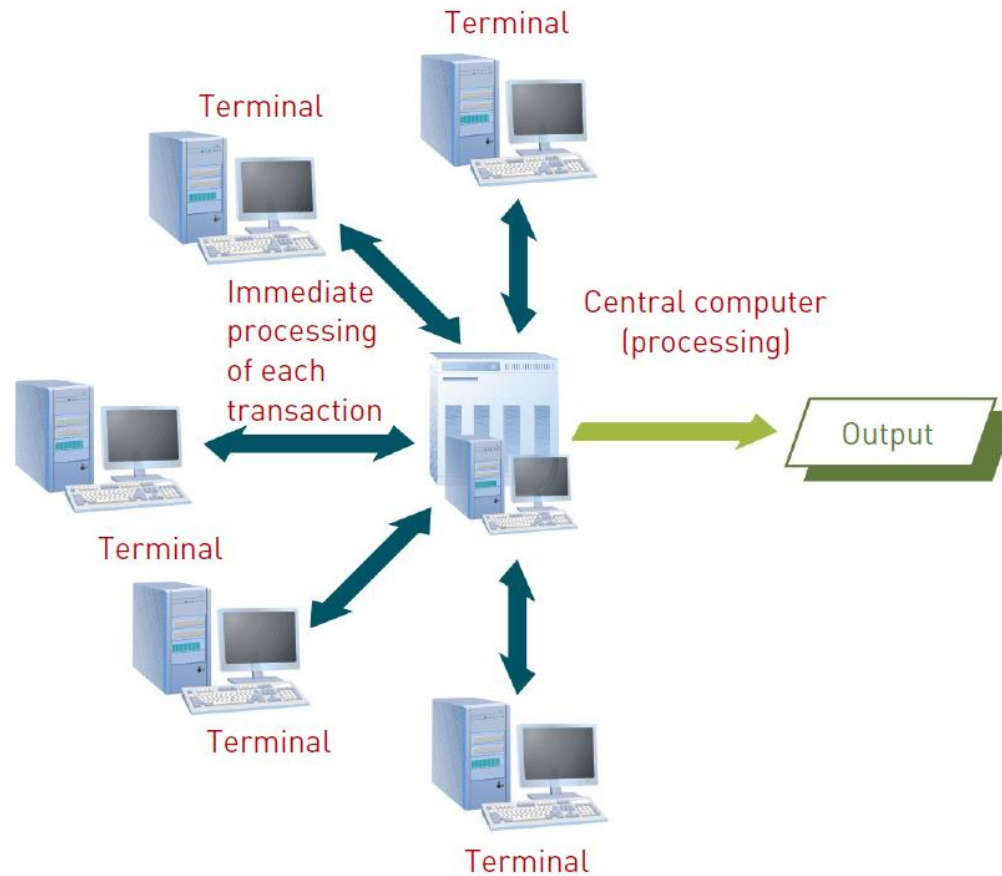 Terminal
Terminal
Immediate
processing
of each
transaction
Central computer
(processing)
Output
Terminal
Terminal
Terminal